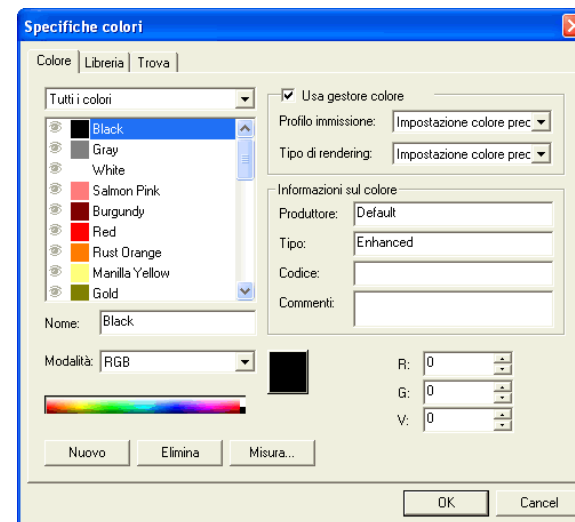 Specifiche colori
Colore Libreria Trova
Tutti i colori
Black
Gray
White
Salmon Pink
Burgundy
Red
Rust Orange
Manilla Yellow
Gold
Nome: Black
Modalità: RGB
Nuovo Elimina Misura...
Usa gestore colore
Profilo immissione: Impostazione colore prec
Tipo di rendering: Impostazione colore prec
Informazioni sul colore
Produttore: Default
Tipo: Enhanced
Codice:
Commenti:
R: 0
G: 0
V: 0
OK Cancel